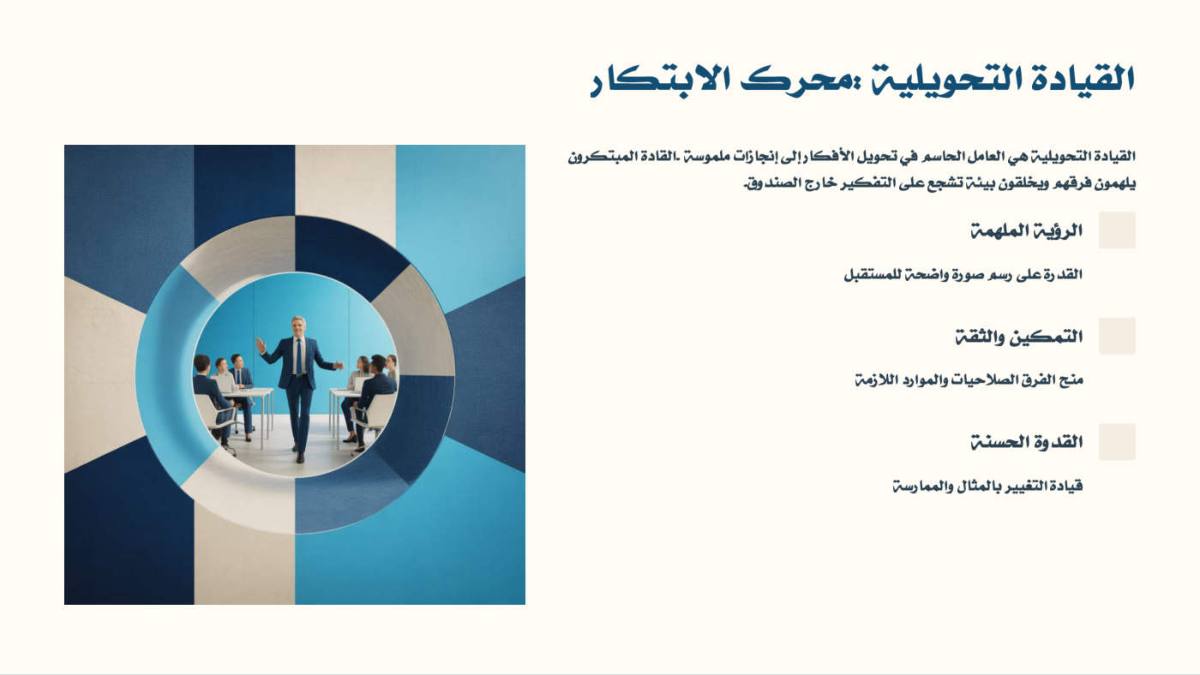 القيادة التحويلية :محرك الابتكار
القيادة التحويلية هي العامل الحاسم في تحويل الأفكار إلى إنجازات ملموسة .القادة المبتكرون
يلهمون فرقهم ويخلقون بيئة تشجع على التفكير خارج الصندوق.
الرؤية الملهمة
القدرة على رسم صورة واضحة للمستقبل
التمكين والثقة
منح الفرق الصلاحيات والموارد اللازمة
القدوة الحسنة
قيادة التغيير بالمثال والممارسة